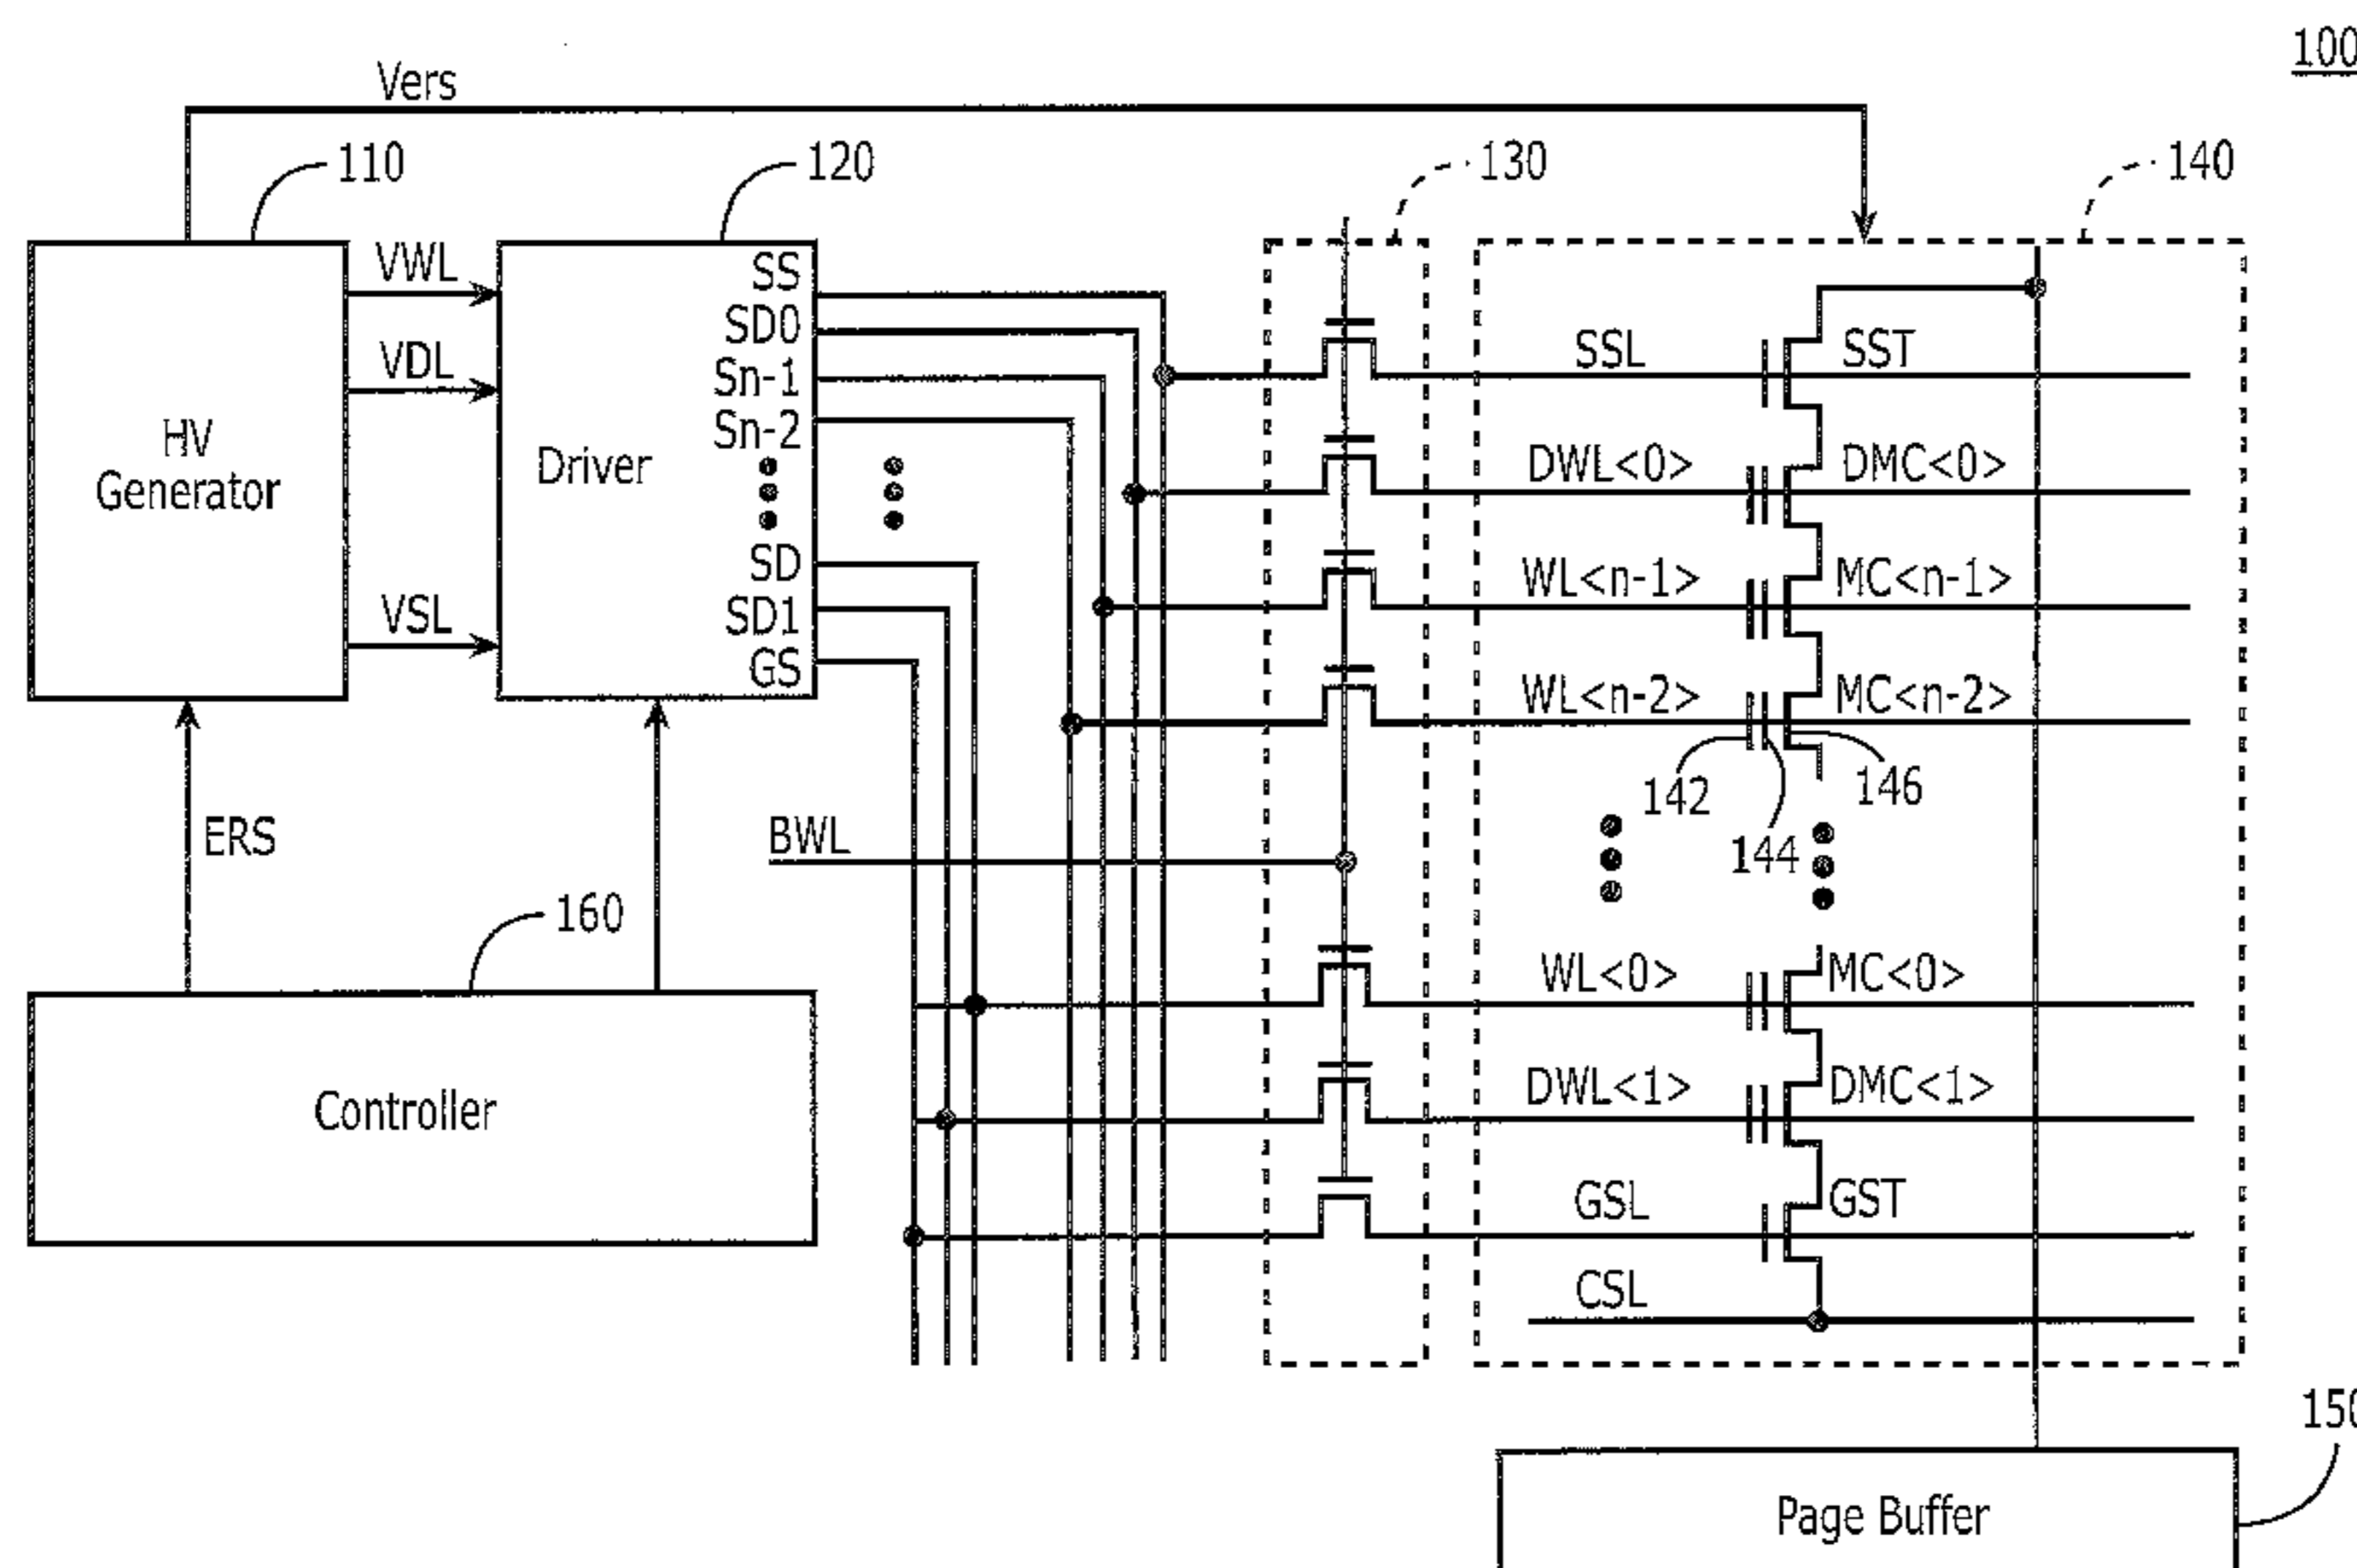 100
Vers
110
120
130
140
VWL
VDL
VSL
HV
Generator
Driver
SS
SD0
Sn-1
Sn-2
SD
SD1
GS
SSL
SST
DWL<0>
DMC<0>
WL<n-1>
MC<n-1>
WL<n-2>
MC<n-2>
142
144
146
ERS
BWL
160
Controller
WL<0>
MC<0>
DWL<1>
DMC<1>
GSL
GST
CSL
150
Page Buffer